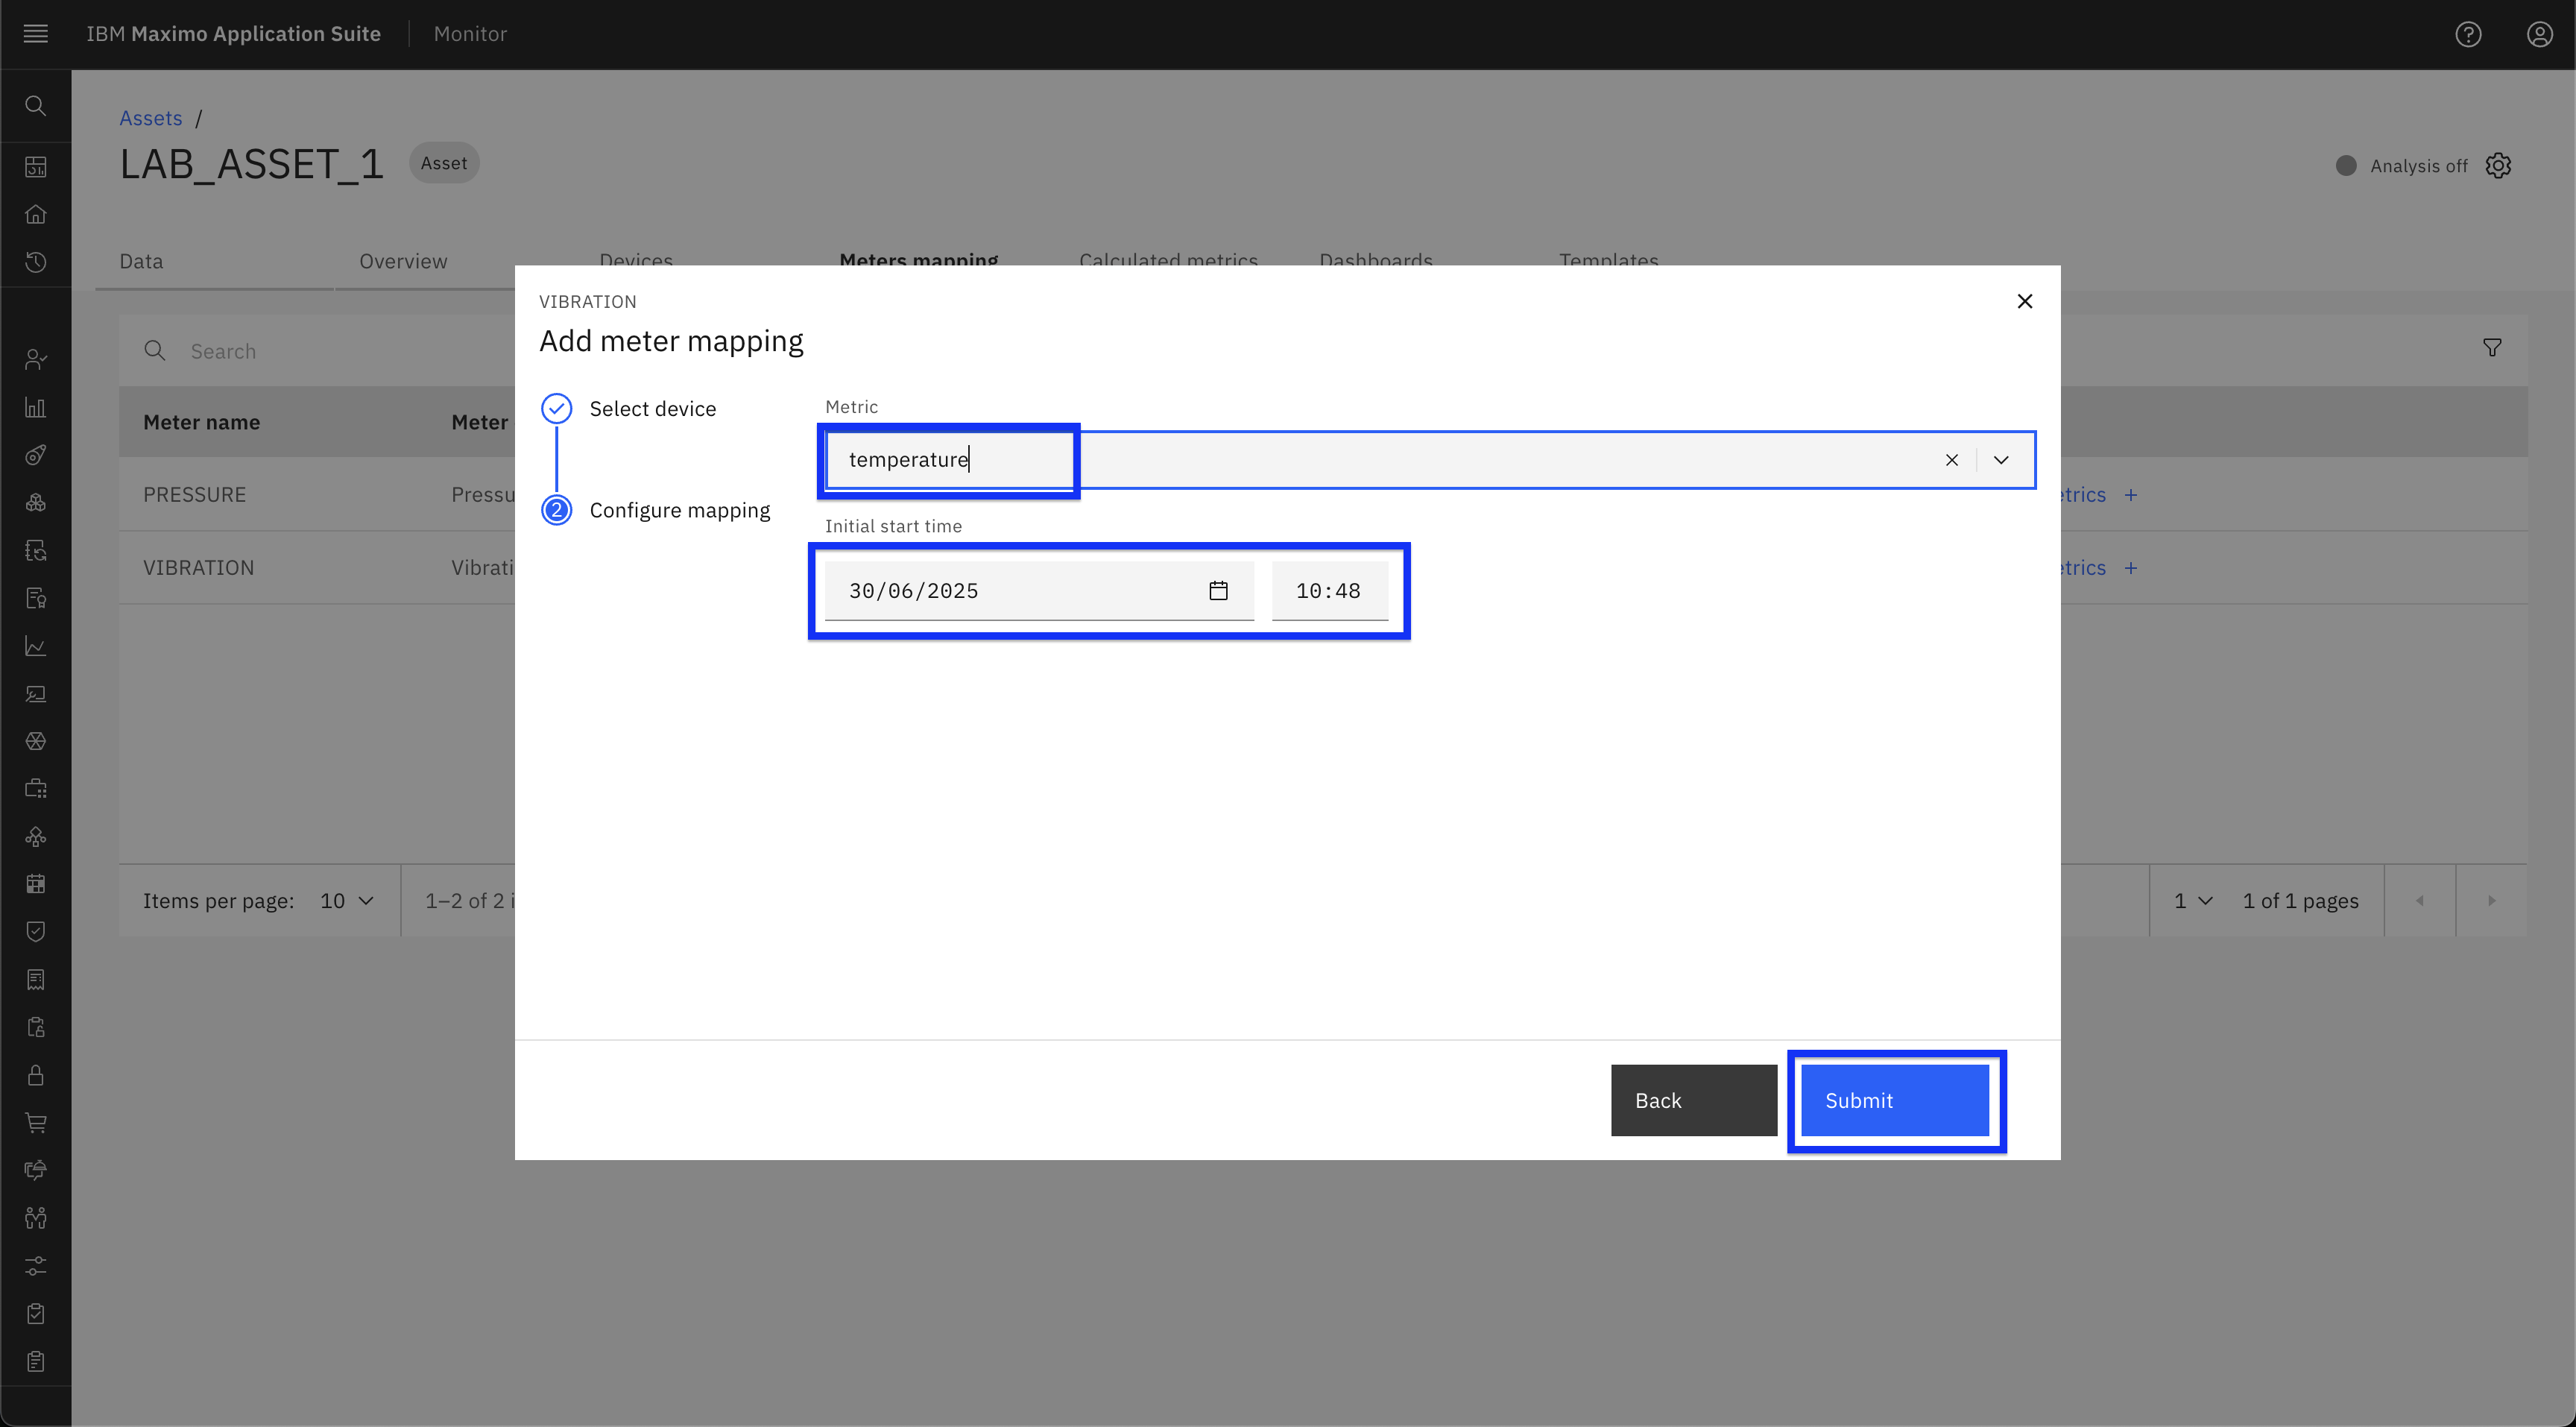 IBM Maximo Application Suite Monitor
Assets /
LAB_ASSET_1 Asset
Analysis off
Data Overview Devices Meters mapping Calculated metrics Dashboards Templates
VIBRATION
Add meter mapping
Select device
2 Configure mapping
Metric
temperature
Initial start time
30/06/2025 10:48
Back Submit
Search
Meter name Meter
PRESSURE Pressu etrics +
VIBRATION Vibrati etrics +
Items per page: 10 1–2 of 2 i 1 1 of 1 pages